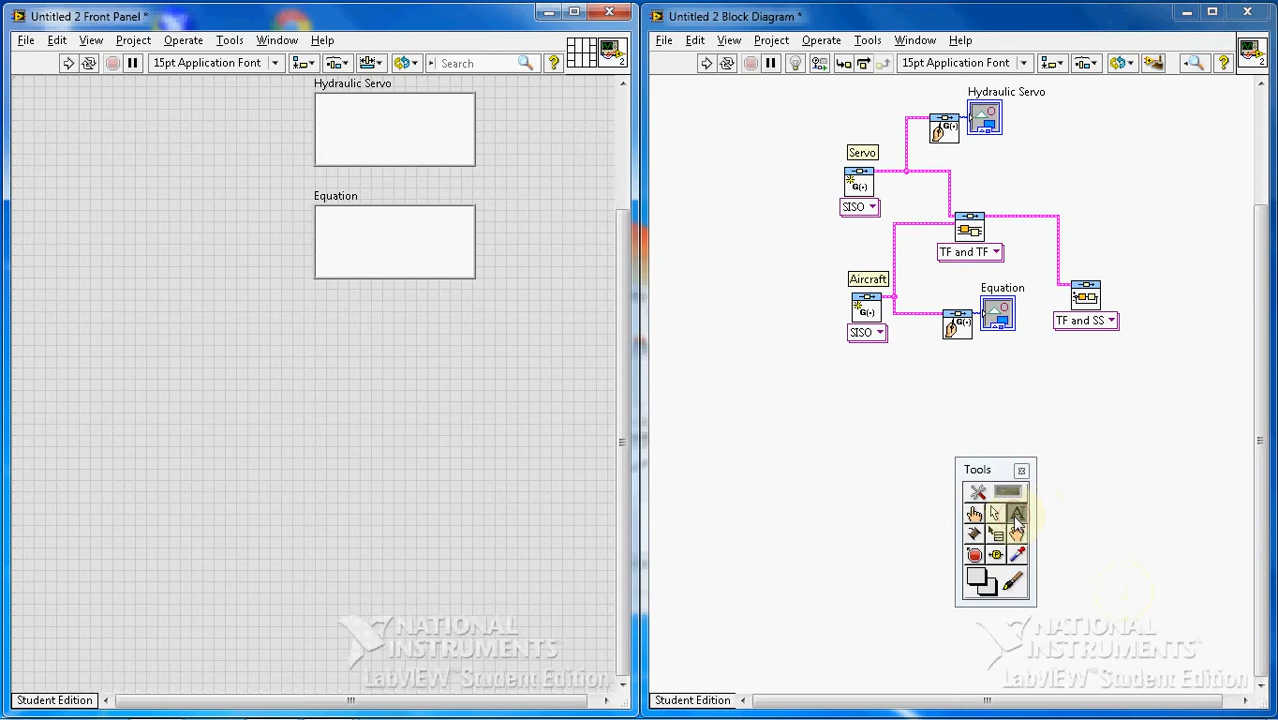 Untitled 2 Front Panel *
File Edit View Project Operate Tools Window Help
15pt Application Font
Search
?
2
Hydraulic Servo
Equation
NATIONAL
INSTRUMENTS
LabVIEW Student Edition
Student Edition
Untitled 2 Block Diagram *
File Edit View Project Operate Tools Window Help
15pt Application Font
?
2
Hydraulic Servo
G(•)
Servo
G(•)
SISO
TF and TF
Aircraft
Equation
G(•)
G(•)
SISO
TF and SS
Tools
A
P
NATIONAL
INSTRUMENTS
LabVIEW Student Edition
Student Edition